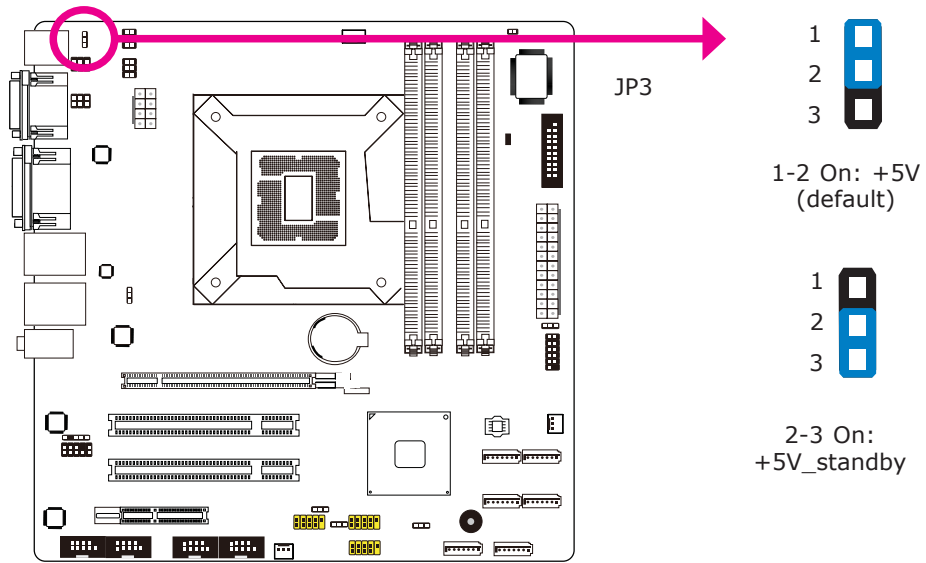 JP3
1
2
3
1-2 On: +5V
(default)
1
2
3
2-3 On:
+5V_standby